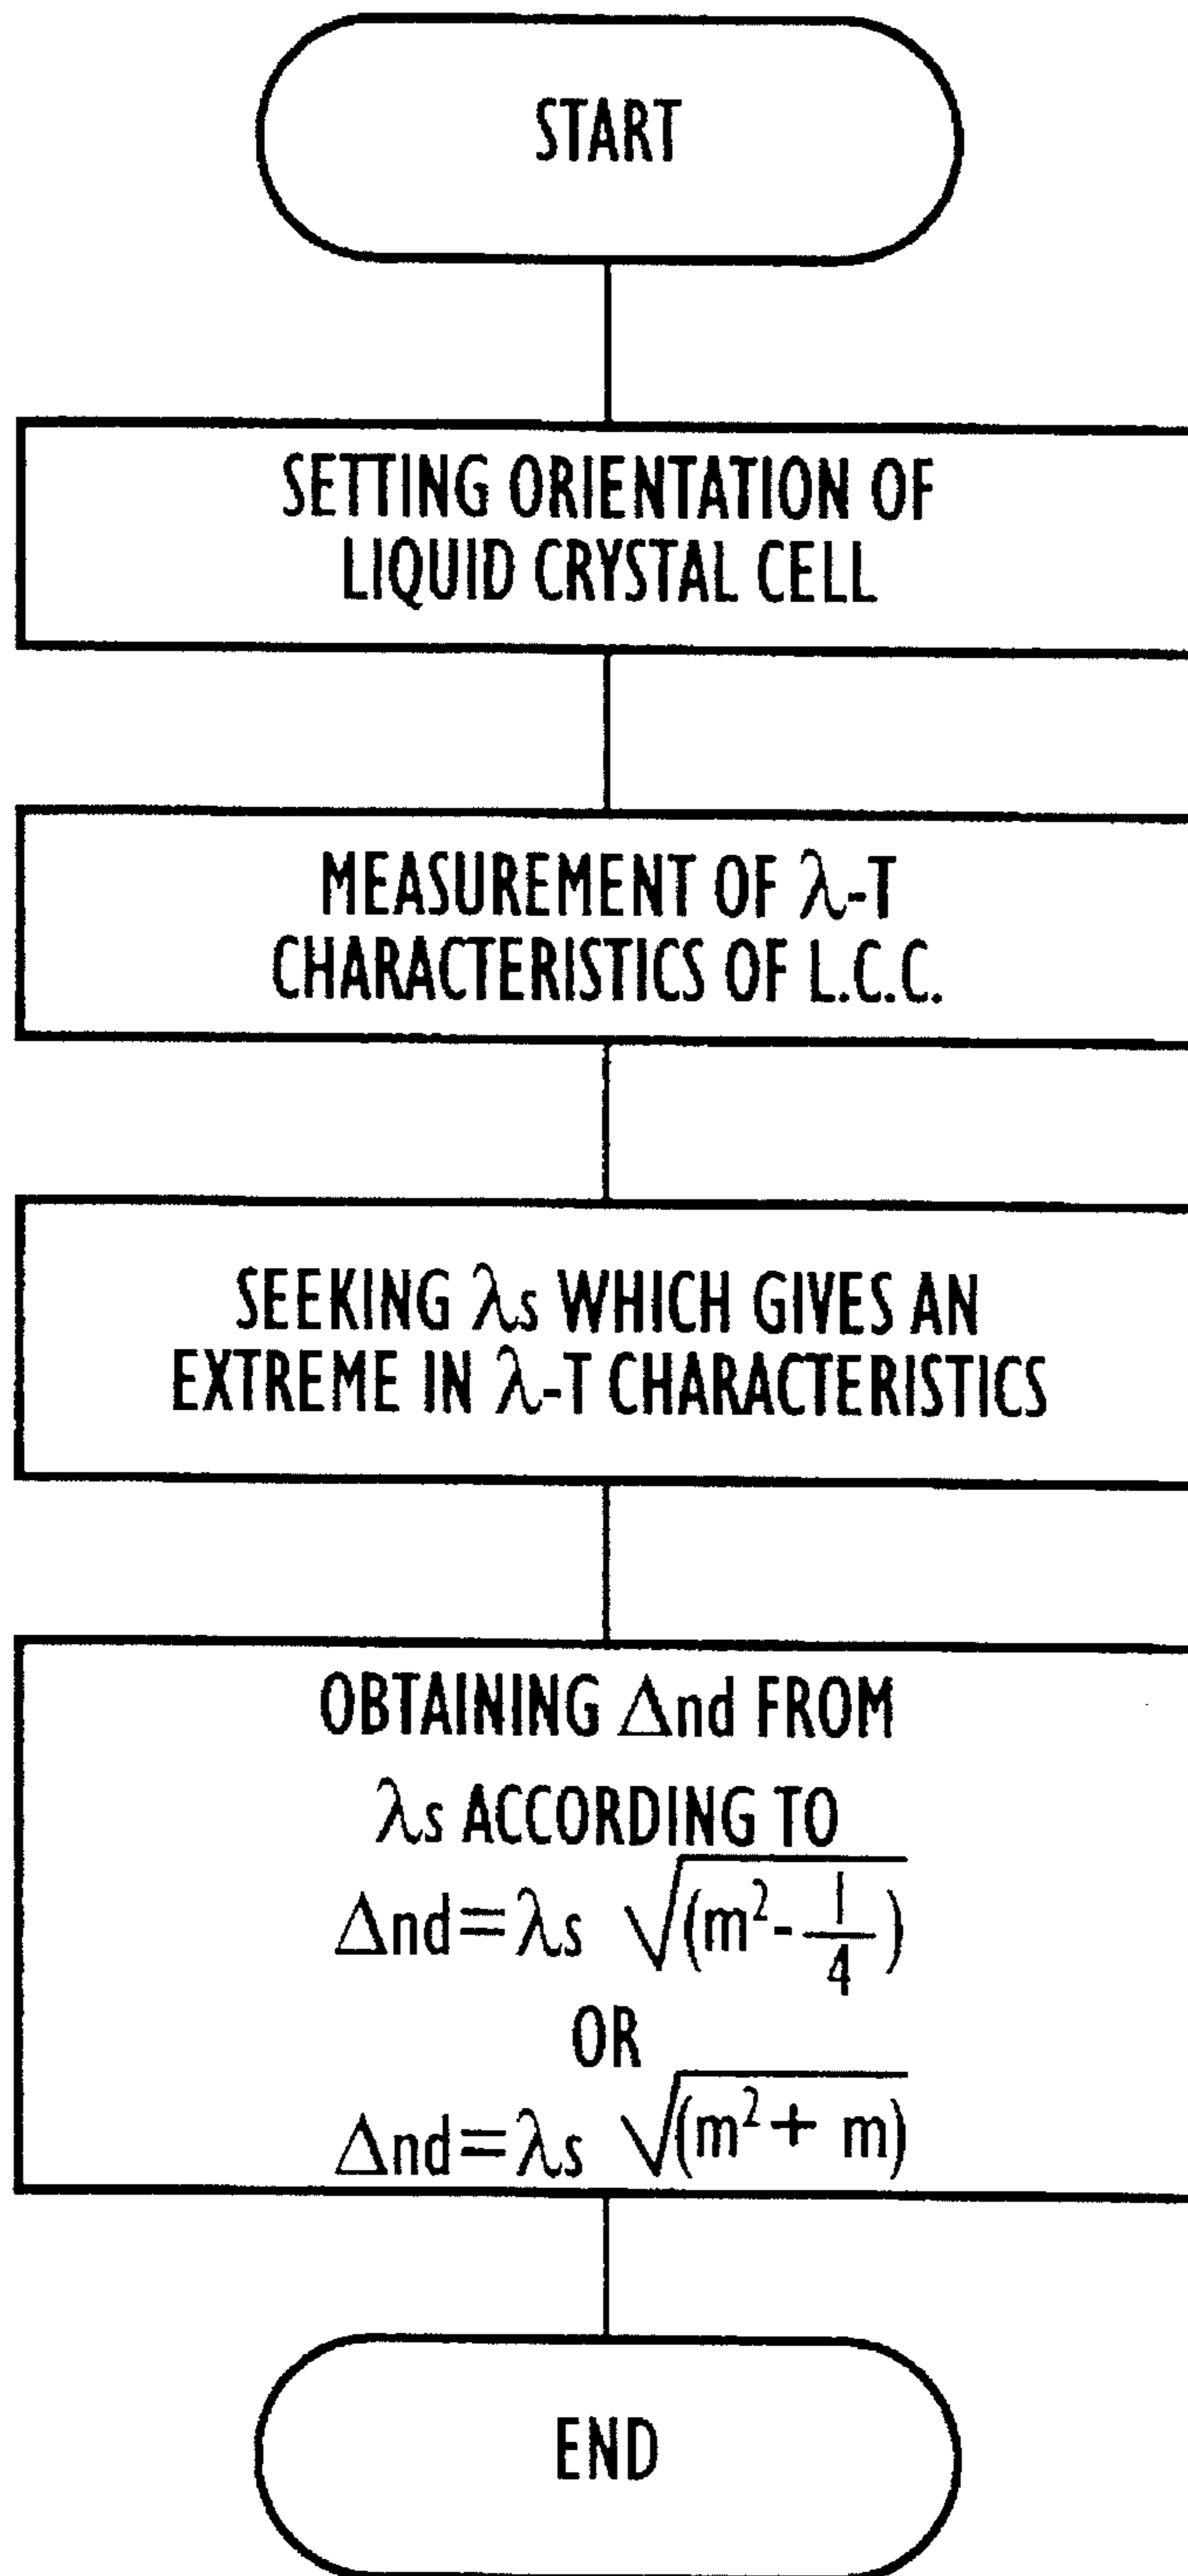 START
SETTING ORIENTATION OF
LIQUID CRYSTAL CELL
MEASUREMENT OF λ-T
CHARACTERISTICS OF L.C.C.
SEEKING λs WHICH GIVES AN
EXTREME IN λ-T CHARACTERISTICS
OBTAINING Δnd FROM
λs ACCORDING TO
Δnd=λs √(m²-1/4)
OR
Δnd=λs √(m²+ m)
END